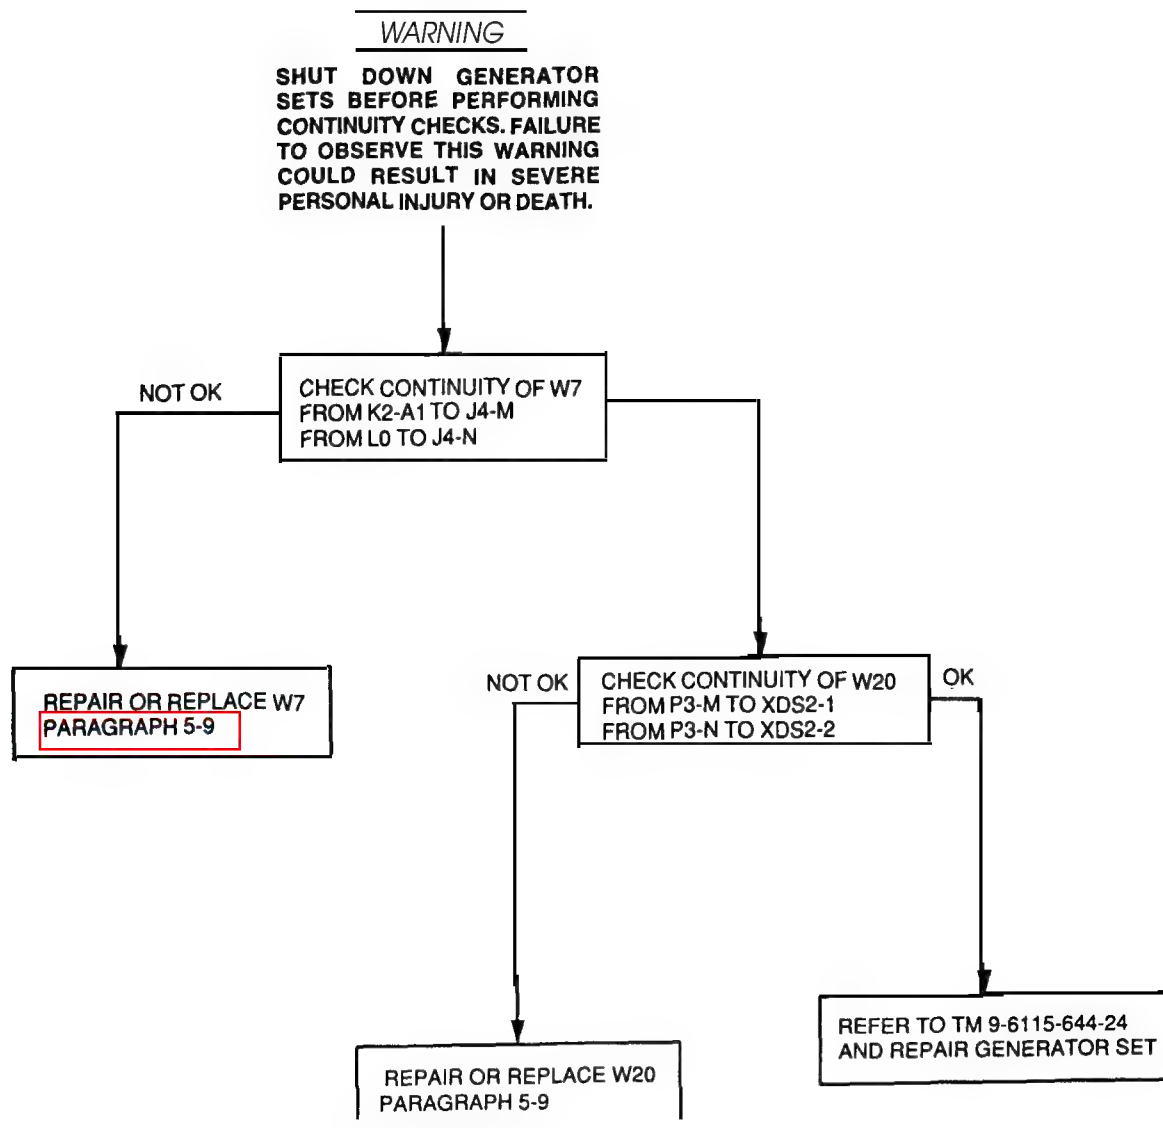 WARNING
SHUT DOWN GENERATOR
SETS BEFORE PERFORMING
CONTINUITY CHECKS. FAILURE
TO OBSERVE THIS WARNING
COULD RESULT IN SEVERE
PERSONAL INJURY OR DEATH.
NOT OK
CHECK CONTINUITY OF W7
FROM K2-A1 TO J4-M
FROM L0 TO J4-N
REPAIR OR REPLACE W7
PARAGRAPH 5-9
NOT OK
CHECK CONTINUITY OF W20
FROM P3-M TO XDS2-1
FROM P3-N TO XDS2-2
OK
REPAIR OR REPLACE W20
PARAGRAPH 5-9
REFER TO TM 9-6115-644-24
AND REPAIR GENERATOR SET